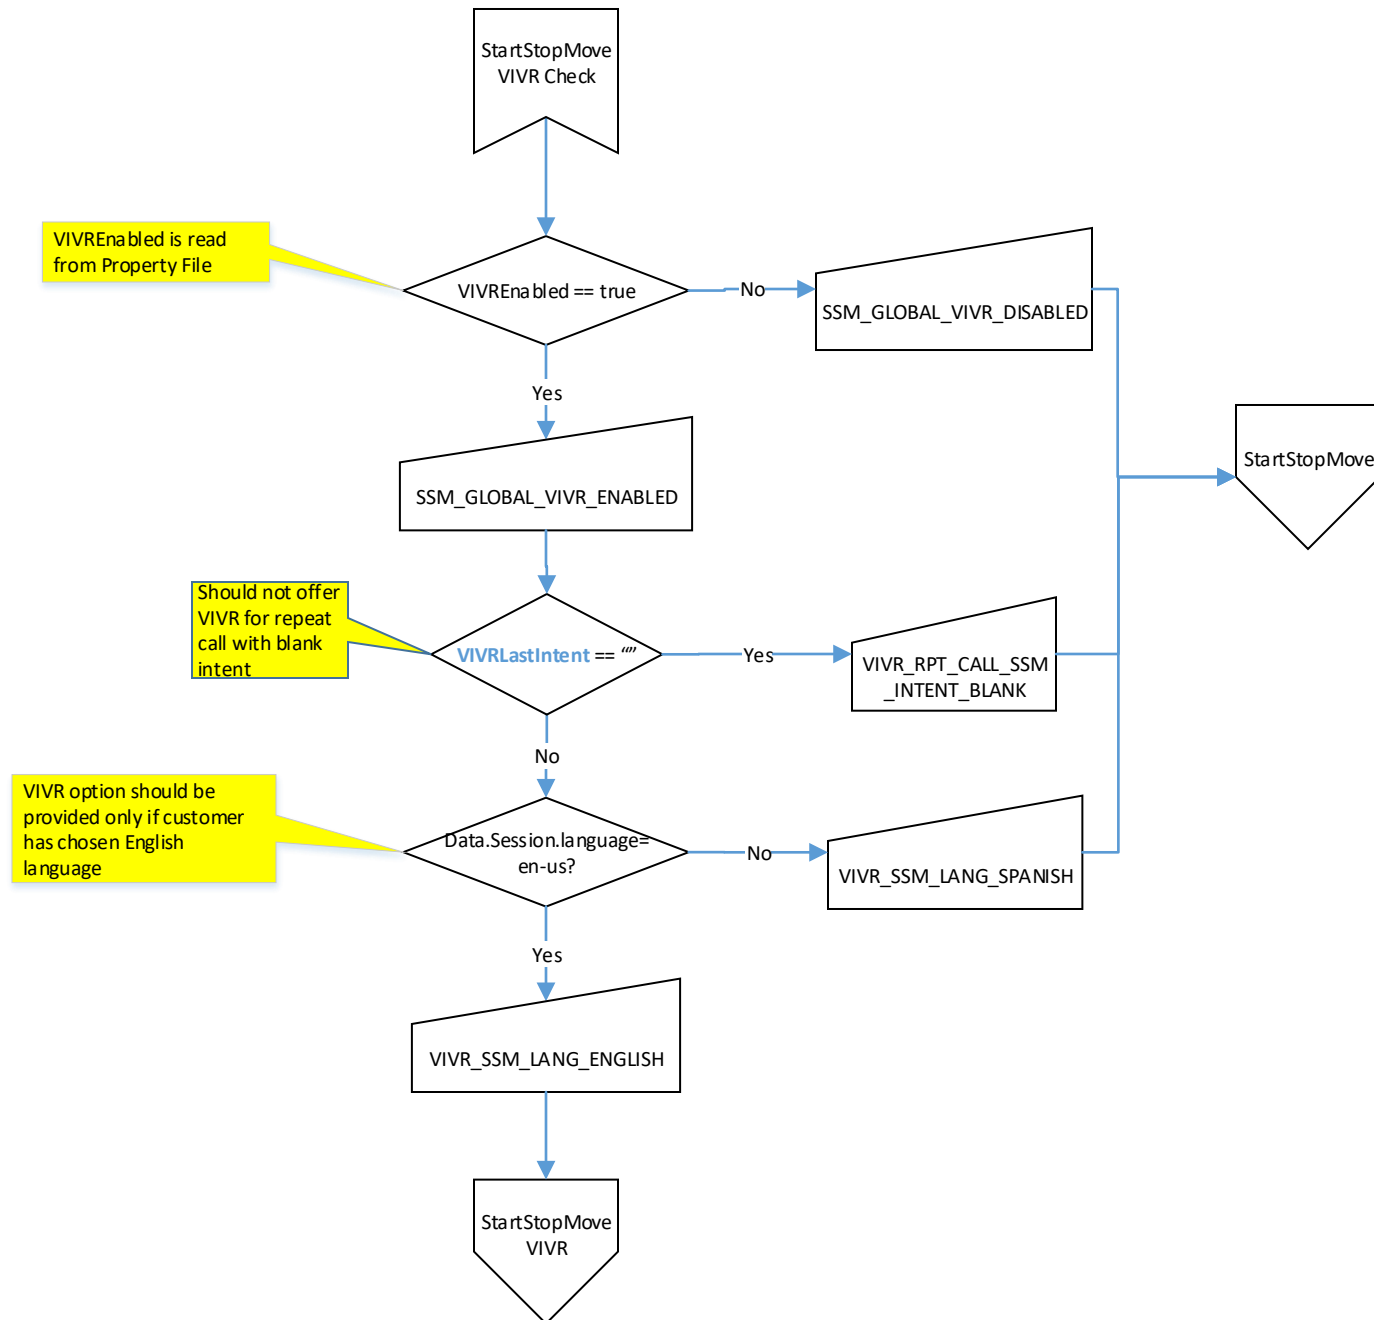 StartStopMove
VIVR Check
VIVREnabled is read
from Property File
VIVREnabled == true
No
SSM_GLOBAL_VIVR_DISABLED
Yes
SSM_GLOBAL_VIVR_ENABLED
StartStopMove
Should not offer
VIVR for repeat
call with blank
intent
VIVRLastIntent == “”
Yes
VIVR_RPT_CALL_SSM
_INTENT_BLANK
No
VIVR option should be
provided only if customer
has chosen English
language
Data.Session.language=
en-us?
No
VIVR_SSM_LANG_SPANISH
Yes
VIVR_SSM_LANG_ENGLISH
StartStopMove
VIVR